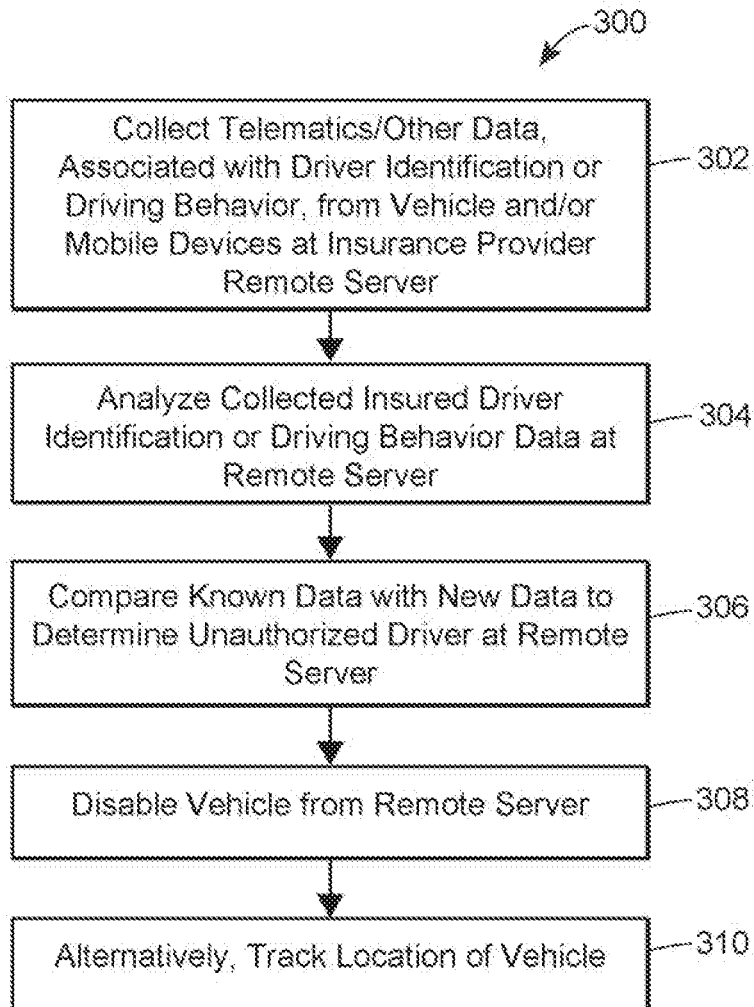 300
Collect Telematics/Other Data,
Associated with Driver Identification or
Driving Behavior, from Vehicle and/or
Mobile Devices at Insurance Provider
Remote Server
302
Analyze Collected Insured Driver
Identification or Driving Behavior Data at
Remote Server
304
Compare Known Data with New Data to
Determine Unauthorized Driver at Remote
Server
306
Disable Vehicle from Remote Server
308
Alternatively, Track Location of Vehicle
310